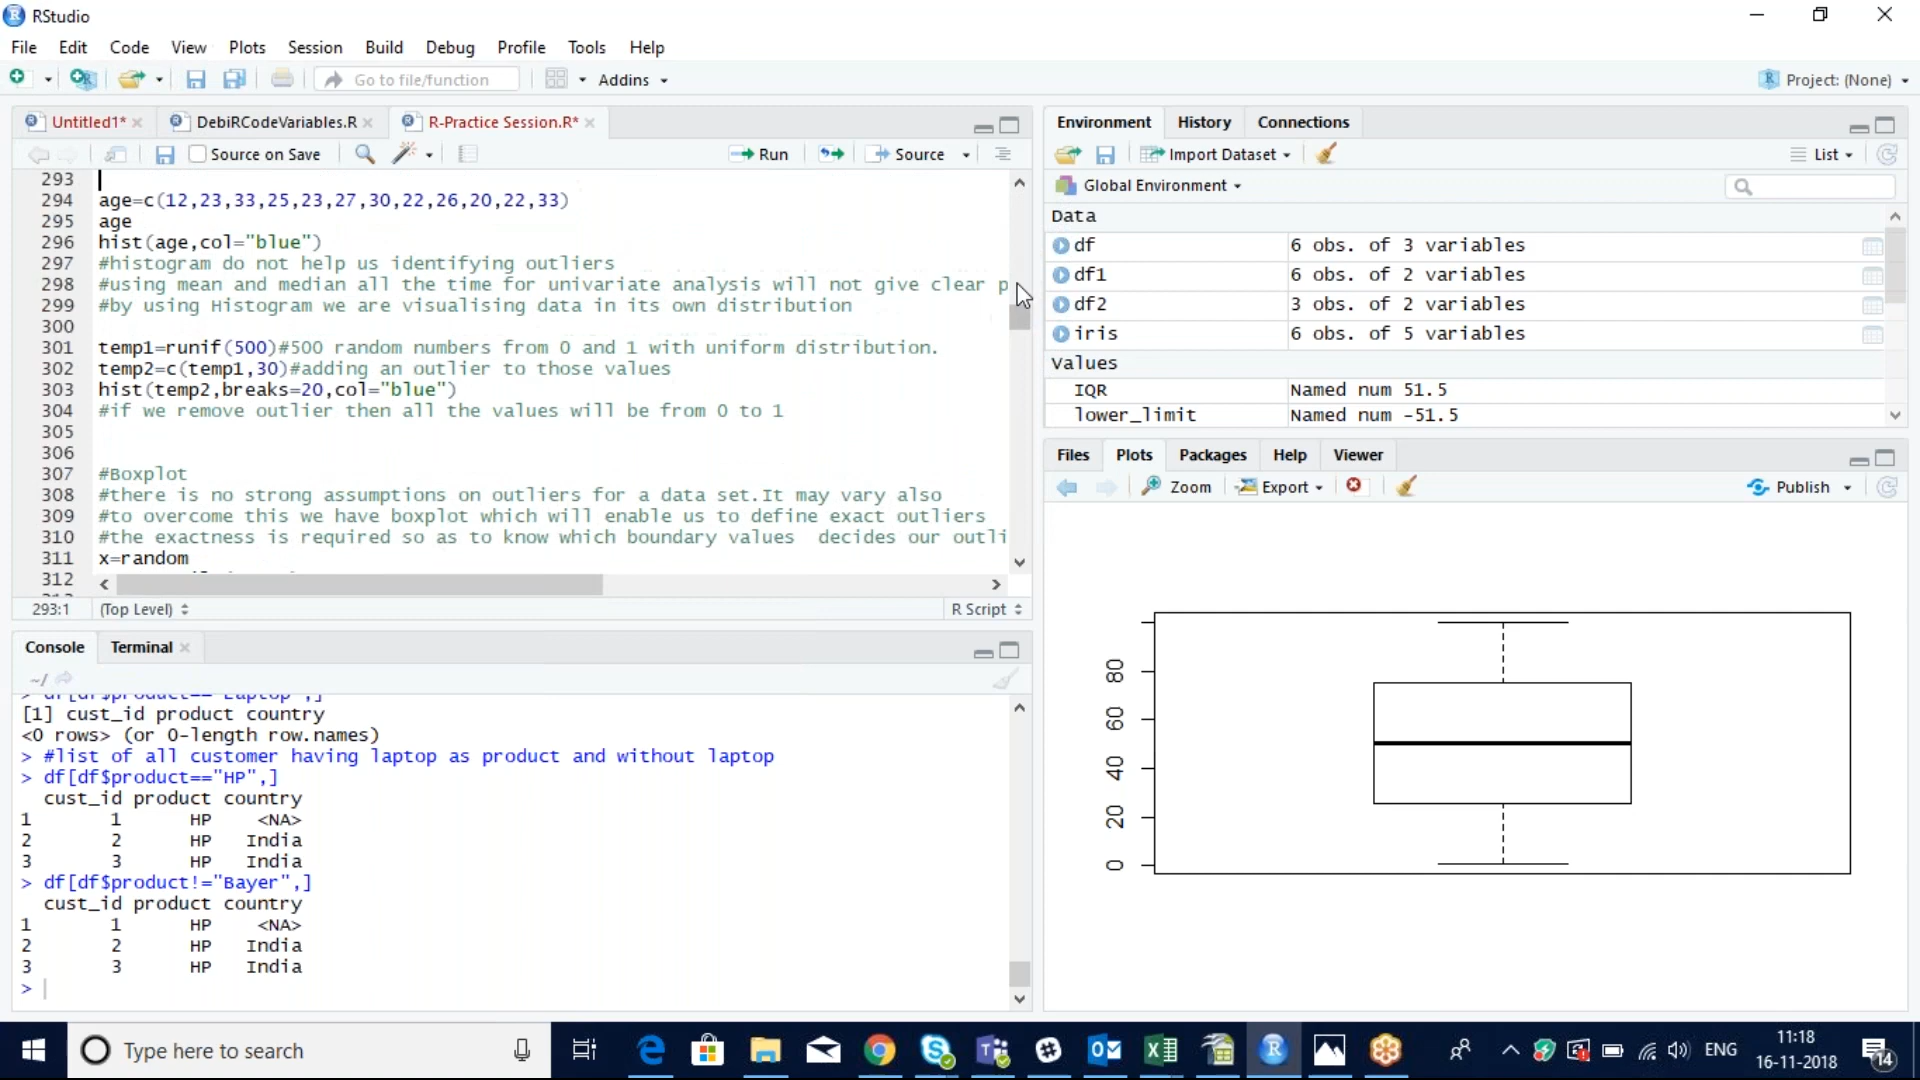 RStudio
File Edit Code View Plots Session Build Debug Profile Tools Help
Go to file/function Addins Project: (None)
Untitled1* DebiRCodeVariables.R R-Practice Session.R*
Source on Save Run Source
293
294 age=c(12,23,33,25,23,27,30,22,26,20,22,33)
295 age
296 hist(age,col="blue")
297 #histogram do not help us identifying outliers
298 #using mean and median all the time for univariate analysis will not give clear p
299 #by using Histogram we are visualising data in its own distribution
300
301 temp1=runif(500)#500 random numbers from 0 and 1 with uniform distribution.
302 temp2=c(temp1,30)#adding an outlier to those values
303 hist(temp2,breaks=20,col="blue")
304 #if we remove outlier then all the values will be from 0 to 1
305
306
307 #Boxplot
308 #there is no strong assumptions on outliers for a data set.It may vary also
309 #to overcome this we have boxplot which will enable us to define exact outliers
310 #the exactness is required so as to know which boundary values decides our outli
311 x=random
312
293:1 (Top Level) R Script
Console Terminal
~/
[1] cust_id product country
<0 rows> (or 0-length row.names)
> #list of all customer having laptop as product and without laptop
> df[df$product=="HP",]
cust_id product country
1 1 HP <NA>
2 2 HP India
3 3 HP India
> df[df$product!="Bayer",]
cust_id product country
1 1 HP <NA>
2 2 HP India
3 3 HP India
>
Environment History Connections
Import Dataset List
Global Environment
Data
df 6 obs. of 3 variables
df1 6 obs. of 2 variables
df2 3 obs. of 2 variables
iris 6 obs. of 5 variables
Values
IQR Named num 51.5
lower_limit Named num -51.5
Files Plots Packages Help Viewer
Zoom Export Publish
80
60
40
20
0
Type here to search
ENG
11:18
16-11-2018
14